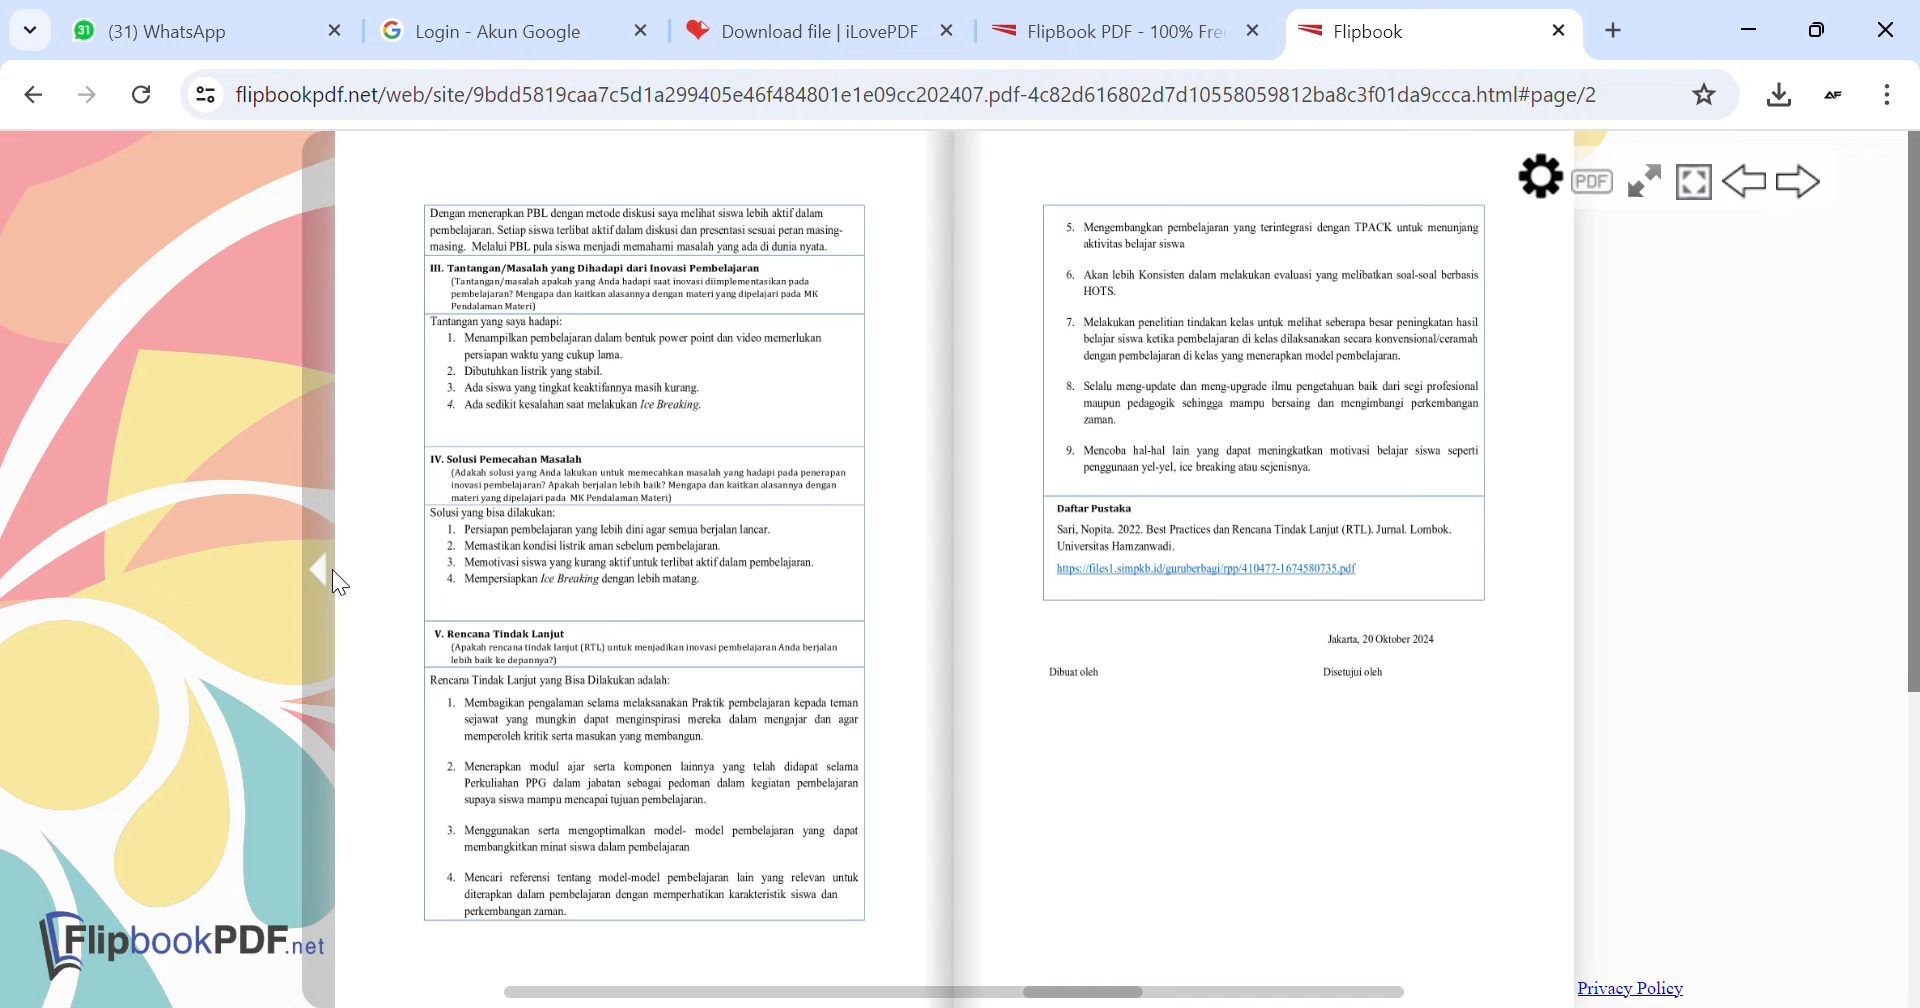 (31) WhatsApp
Login - Akun Google
Download file | iLovePDF
FlipBook PDF - 100% Fre
Flipbook
flipbookpdf.net/web/site/9bdd5819caa7c5d1a299405e46f484801e1e09cc202407.pdf-4c82d616802d7d10558059812ba8c3f01da9ccca.html#page/2
PDF
Dengan menerapkan PBL dengan metode diskusi saya melihat siswa lebih aktif dalam
pembelajaran. Setiap siswa terlibat aktif dalam diskusi dan presentasi sesuai peran masing-
masing. Melalui PBL pula siswa menjadi memahami masalah yang ada di dunia nyata.
III. Tantangan/Masalah yang Dihadapi dari Inovasi Pembelajaran
(Tantangan/masalah apakah yang Anda hadapi saat inovasi diimplementasikan pada
pembelajaran? Mengapa dan kaitkan alasannya dengan materi yang dipelajari pada MK
Pendalaman Materi)
Tantangan yang saya hadapi:
1. Menampilkan pembelajaran dalam bentuk power point dan video memerlukan
persiapan waktu yang cukup lama.
2. Dibutuhkan listrik yang stabil.
3. Ada siswa yang tingkat keaktifannya masih kurang.
4. Ada sedikit kesalahan saat melakukan Ice Breaking.
IV. Solusi Pemecahan Masalah
(Adakah solusi yang Anda lakukan untuk memecahkan masalah yang hadapi pada penerapan
inovasi pembelajaran? Apakah berjalan lebih baik? Mengapa dan kaitkan alasannya dengan
materi yang dipelajari pada MK Pendalaman Materi)
Solusi yang bisa dilakukan:
1. Persiapan pembelajaran yang lebih dini agar semua berjalan lancar.
2. Memastikan kondisi listrik aman sebelum pembelajaran.
3. Memotivasi siswa yang kurang aktif untuk terlibat aktif dalam pembelajaran.
4. Mempersiapkan Ice Breaking dengan lebih matang.
V. Rencana Tindak Lanjut
(Apakah rencana tindak lanjut (RTL) untuk menjadikan inovasi pembelajaran Anda berjalan
lebih baik ke depannya?)
Rencana Tindak Lanjut yang Bisa Dilakukan adalah:
1. Membagikan pengalaman selama melaksanakan Praktik pembelajaran kepada teman
sejawat yang mungkin dapat menginspirasi mereka dalam mengajar dan agar
memperoleh kritik serta masukan yang membangun.
2. Menerapkan modul ajar serta komponen lainnya yang telah didapat selama
Perkuliahan PPG dalam jabatan sebagai pedoman dalam kegiatan pembelajaran
supaya siswa mampu mencapai tujuan pembelajaran.
3. Menggunakan serta mengoptimalkan model- model pembelajaran yang dapat
membangkitkan minat siswa dalam pembelajaran
4. Mencari referensi tentang model-model pembelajaran lain yang relevan untuk
diterapkan dalam pembelajaran dengan memperhatikan karakteristik siswa dan
perkembangan zaman.
5. Mengembangkan pembelajaran yang terintegrasi dengan TPACK untuk menunjang
aktivitas belajar siswa
6. Akan lebih Konsisten dalam melakukan evaluasi yang melibatkan soal-soal berbasis
HOTS.
7. Melakukan penelitian tindakan kelas untuk melihat seberapa besar peningkatan hasil
belajar siswa ketika pembelajaran di kelas dilaksanakan secara konvensional/ceramah
dengan pembelajaran di kelas yang menerapkan model pembelajaran.
8. Selalu meng-update dan meng-upgrade ilmu pengetahuan baik dari segi profesional
maupun pedagogik sehingga mampu bersaing dan mengimbangi perkembangan
zaman.
9. Mencoba hal-hal lain yang dapat meningkatkan motivasi belajar siswa seperti
penggunaan yel-yel, ice breaking atau sejenisnya.
Daftar Pustaka
Sari, Nopita. 2022. Best Practices dan Rencana Tindak Lanjut (RTL). Jurnal. Lombok.
Universitas Hamzanwadi.
https://files1.simpkb.id/guruberbagi/rpp/410477-1674580735.pdf
Jakarta, 20 Oktober 2024
Dibuat oleh
Disetujui oleh
FlipbookPDF.net
Privacy Policy